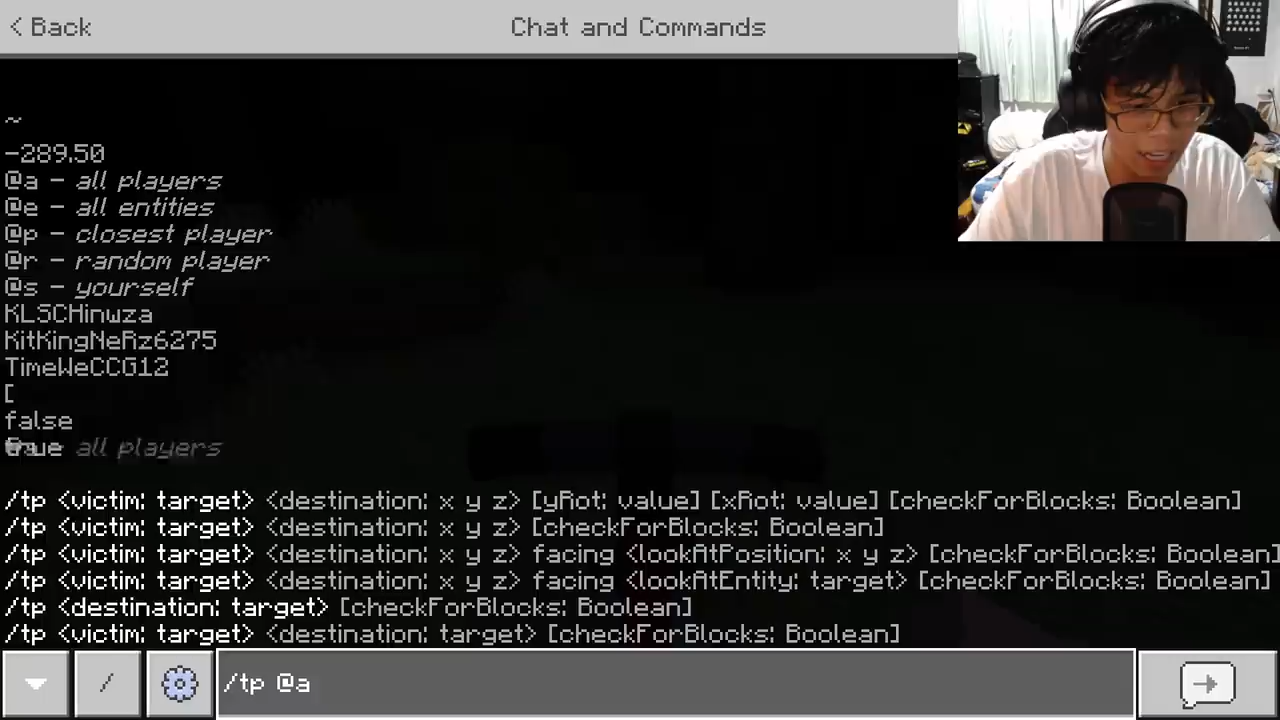 < Back
Chat and Commands
~
-289.50
@a - all players
@e - all entities
@p - closest player
@r - random player
@s - yourself
KLSCHinwza
KitKingNeRz6275
TimeWeCCG12
[
false
true all players
/tp <victim: target> <destination: x y z> [yRot: value] [xRot: value] [checkForBlocks: Boolean]
/tp <victim: target> <destination: x y z> [checkForBlocks: Boolean]
/tp <victim: target> <destination: x y z> facing <lookAtPosition: x y z> [checkForBlocks: Boolean]
/tp <victim: target> <destination: x y z> facing <lookAtEntity: target> [checkForBlocks: Boolean]
/tp <destination: target> [checkForBlocks: Boolean]
/tp <victim: target> <destination: target> [checkForBlocks: Boolean]
/
/tp @a